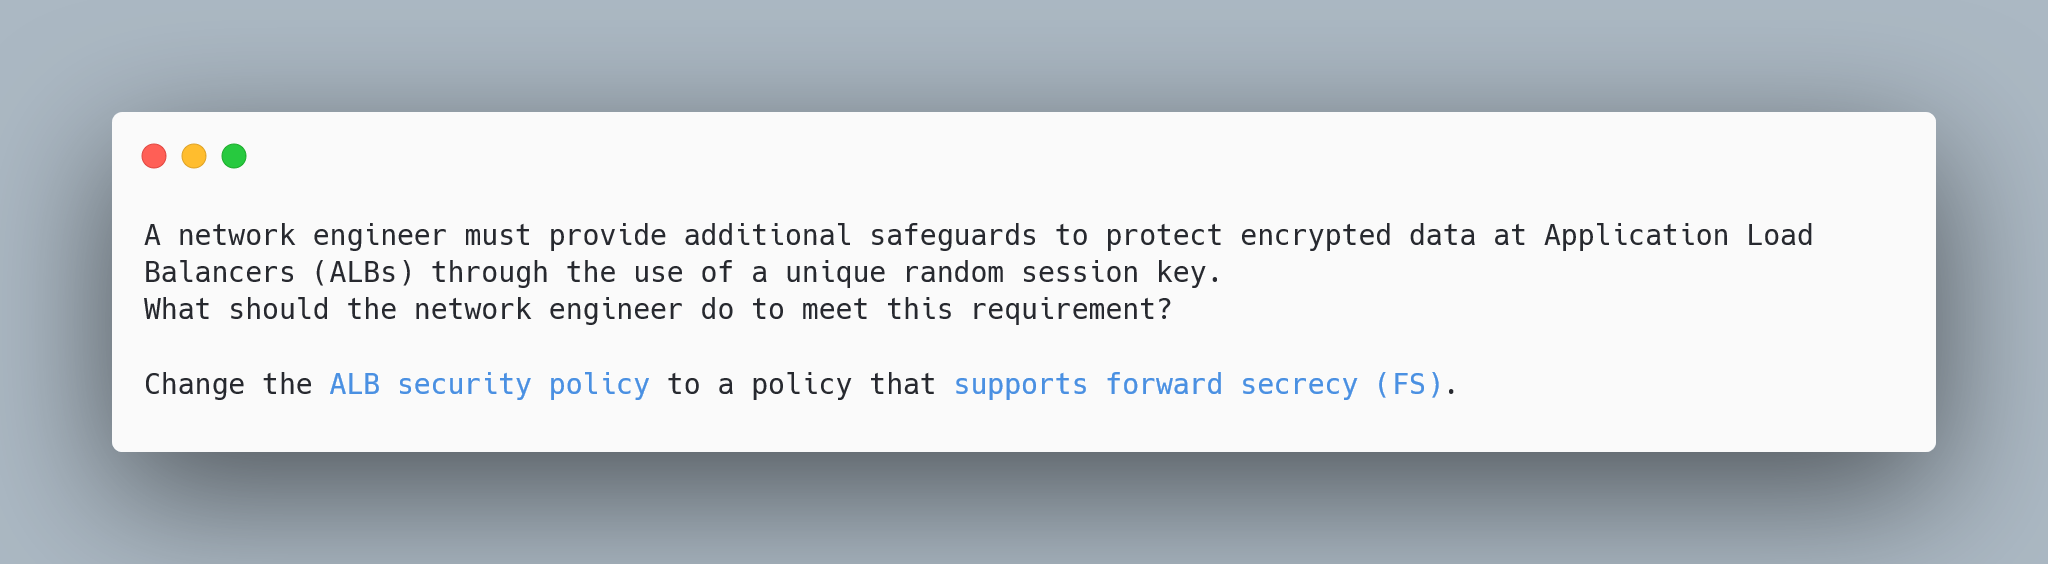 A network engineer must provide additional safeguards to protect encrypted data at Application Load
Balancers (ALBs) through the use of a unique random session key.
What should the network engineer do to meet this requirement?
Change the ALB security policy to a policy that supports forward secrecy (FS).